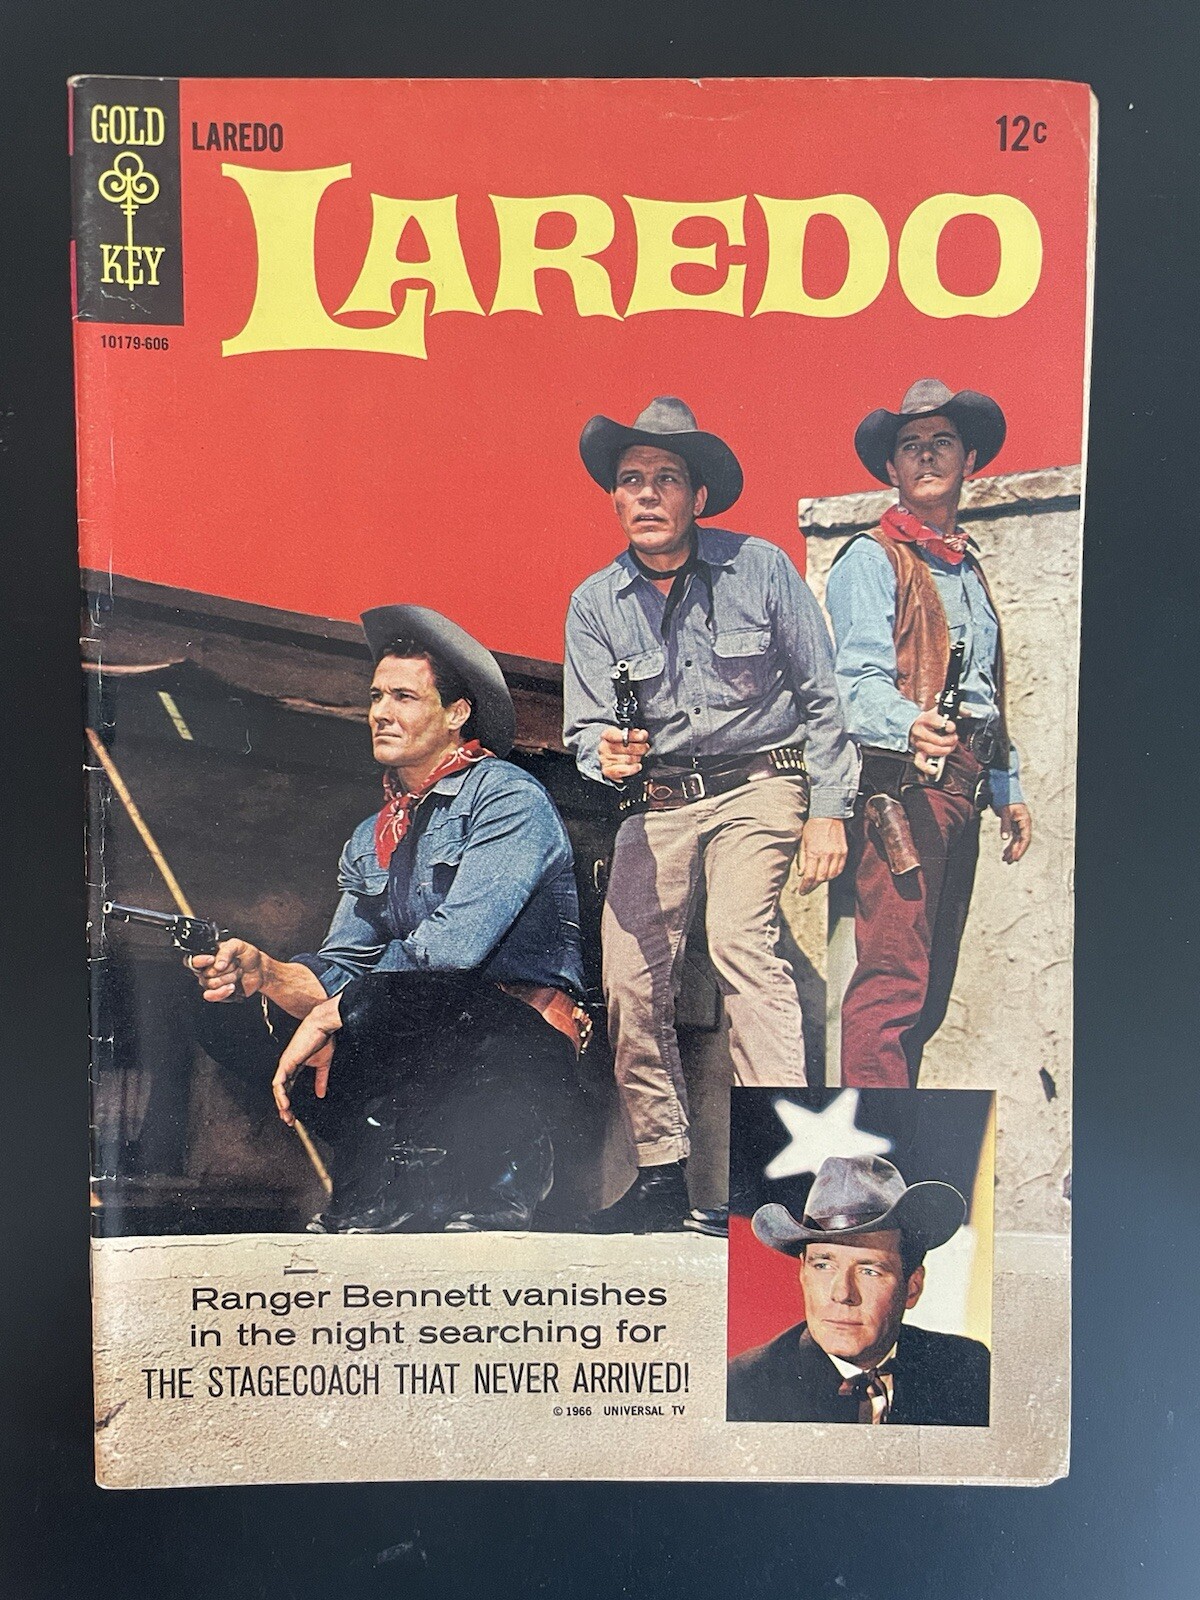 GOLD
KEY
LAREDO
12c
LAREDO
10179-606
Ranger Bennett vanishes
in the night searching for
THE STAGECOACH THAT NEVER ARRIVED!
© 1966 UNIVERSAL TV